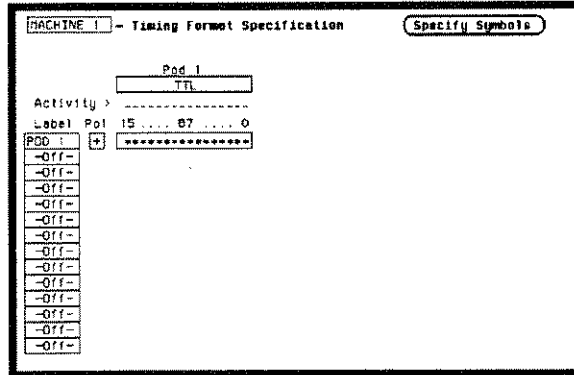 MACHINE 1 - Timing Format Specification Specify Symbols
Pod 1
TTL
Activity > ----------------
Label Pol 15 .... 87 .... 0
POD 1 + ****************
-Off-
-Off-
-Off-
-Off-
-Off-
-Off-
-Off-
-Off-
-Off-
-Off-
-Off-
-Off-
-Off-